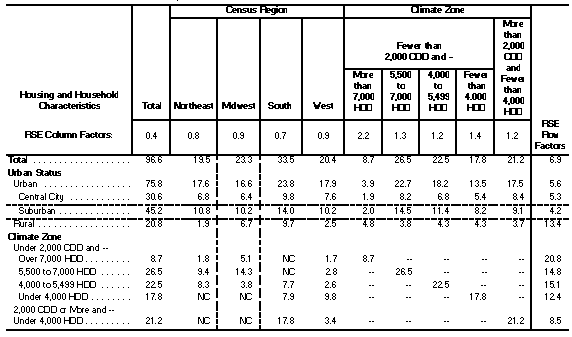 Census Region Climate Zone
Fewer than
2,000 CDD and --
More
than
2,000
CDD
and
Fewer
than
4,000
HDD
Housing and Household
Characteristics
Total Northeast Midwest South West
More
than
7,000
HDD
5,500
to
7,000
HDD
4,000
to
5,499
HDD
Fewer
than
4,000
HDD
RSE
Row
Factors
RSE Column Factors: 0.4 0.8 0.9 0.7 0.9 2.2 1.3 1.2 1.4 1.2
Total .................. 96.6 19.5 23.3 33.5 20.4 8.7 26.5 22.5 17.8 21.2 6.9
Urban Status
Urban ................ 75.8 17.6 16.6 23.8 17.9 3.9 22.7 18.2 13.5 17.5 5.6
Central City ........... 30.6 6.8 6.4 9.8 7.6 1.9 8.2 6.8 5.4 8.4 5.3
Suburban ............. 45.2 10.8 10.2 14.0 10.2 2.0 14.5 11.4 8.2 9.1 4.2
Rural ................. 20.8 1.9 6.7 9.7 2.5 4.8 3.8 4.3 4.3 3.7 13.4
Climate Zone
Under 2,000 CDD and --
Over 7,000 HDD ........ 8.7 1.8 5.1 NC 1.7 8.7 -- -- -- -- 20.8
5,500 to 7,000 HDD ..... 26.5 9.4 14.3 NC 2.8 -- 26.5 -- -- -- 14.8
4,000 to 5,499 HDD ..... 22.5 8.3 3.8 7.7 2.6 -- -- 22.5 -- -- 15.1
Under 4,000 HDD ....... 17.8 NC NC 7.9 9.8 -- -- -- 17.8 -- 12.4
2,000 CDD or More and --
Under 4,000 HDD ........ 21.2 NC NC 17.8 3.4 -- -- -- -- 21.2 8.5